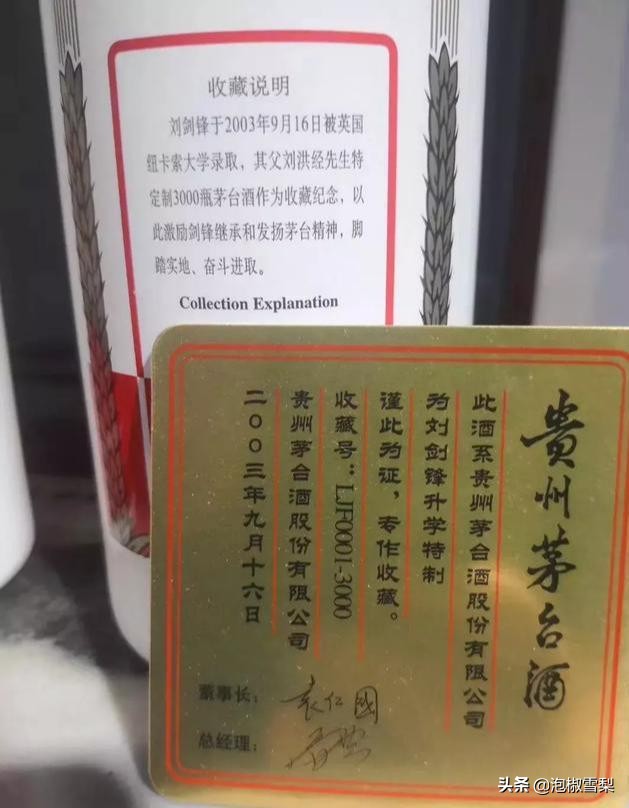 收藏说明
刘剑锋于2003年9月16日被英国
纽卡索大学录取，其父刘洪经先生特
定制3000瓶茅台酒作为收藏纪念，以
此激励剑锋继承和发扬茅台精神，脚
踏实地、奋斗进取。
Collection Explanation
贵州茅台酒
此酒系贵州茅台酒股份有限公司
为刘剑锋升学特制
谨此为证，专作收藏。
收藏号：LJF0001-3000
贵州茅台酒股份有限公司
二〇〇三年九月十六日
董事长：袁仁國
总经理：
头条 @泡椒雪梨